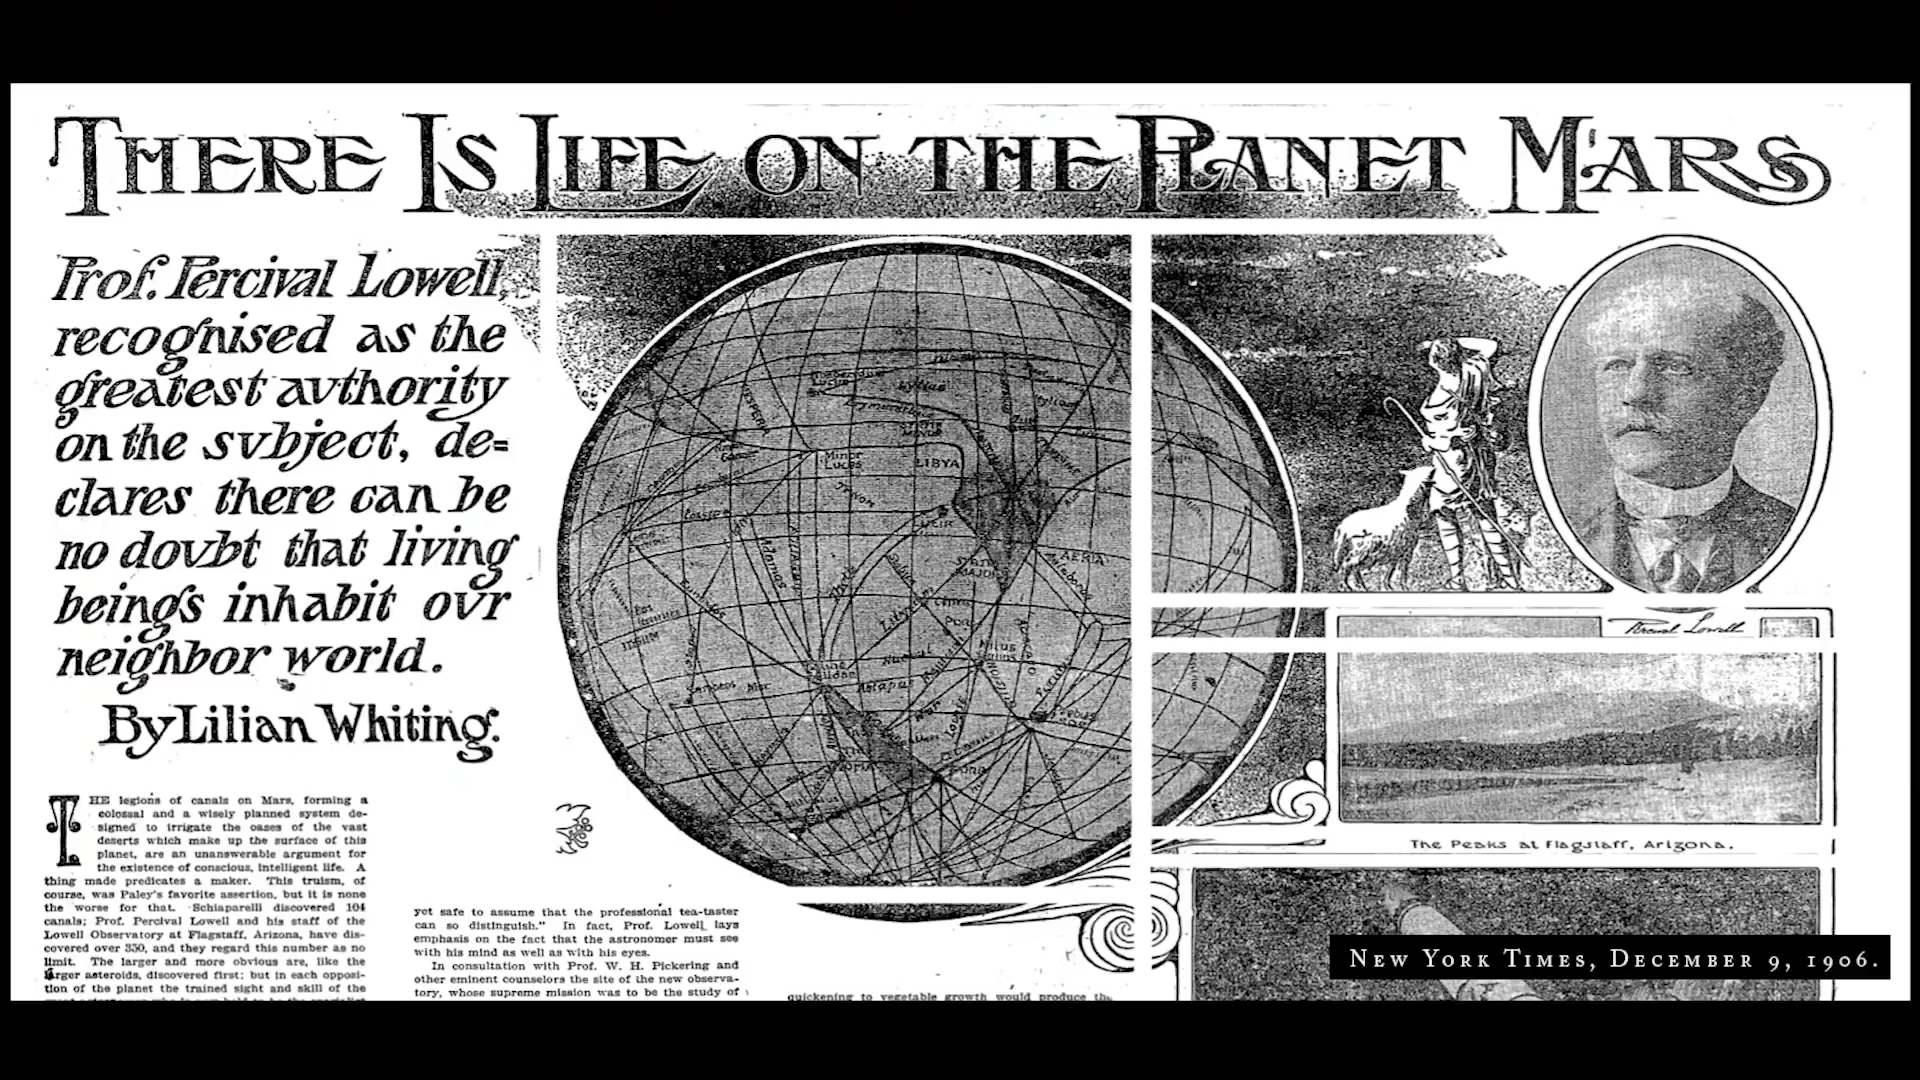 THERE IS LIFE ON THE PLANET MARS
Prof. Percival Lowell,
recognised as the
greatest avthority
on the svbject, de=
clares there can be
no dovbt that living
beings inhabit ovr
neighbor world.
By Lilian Whiting.
THE legions of canals on Mars, forming a
colossal and a wisely planned system de-
signed to irrigate the oases of the vast
deserts which make up the surface of this
planet, are an unanswerable argument for
the existence of conscious, intelligent life. A
thing made predicates a maker. This truism, of
course, was Paley's favorite assertion, but it is none
the worse for that. Schiaparelli discovered 104
canals; Prof. Percival Lowell and his staff of the
Lowell Observatory at Flagstaff, Arizona, have dis-
covered over 350, and they regard this number as no
limit. The larger and more obvious are, like the
larger asteroids, discovered first; but in each opposi-
tion of the planet the trained sight and skill of the
yet safe to assume that the professional tea-taster
can so distinguish." In fact, Prof. Lowell lays
emphasis on the fact that the astronomer must see
with his mind as well as with his eyes.
In consultation with Prof. W. H. Pickering and
other eminent counselors the site of the new observa-
tory, whose supreme mission was to be the study of
quickening to vegetable growth would produce the
LIBYA
AERIA
Percival Lowell
The Peaks at Flagstaff, Arizona.
NEW YORK TIMES, DECEMBER 9, 1906.